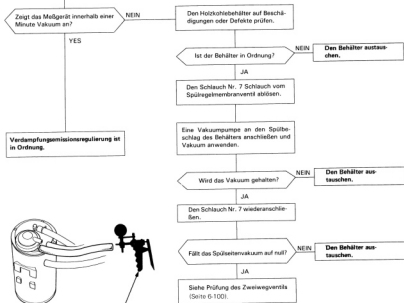 Zeigt das Meßgerät innerhalb einer
Minute Vakuum an?
NEIN
YES
Verdampfungsemissionsregulierung ist
in Ordnung.
Den Holzkohlebehälter auf Beschä-
digungen oder Defekte prüfen.
Ist der Behälter in Ordnung?
NEIN
Den Behälter austau-
schen.
JA
Den Schlauch Nr. 7 Schlauch vom
Spülregelmembranventil ablösen.
Eine Vakuumpumpe an den Spülbe-
schlag des Behälters anschließen und
Vakuum anwenden.
Wird das Vakuum gehalten?
NEIN
Den Behälter aus-
tauschen.
JA
Den Schlauch Nr. 7 wiederanschlie-
ßen.
Fällt das Spülseitenvakuum auf null?
NEIN
Den Behälter aus-
tauschen.
JA
Siehe Prüfung des Zweiwegventils
(Seite 6-100).